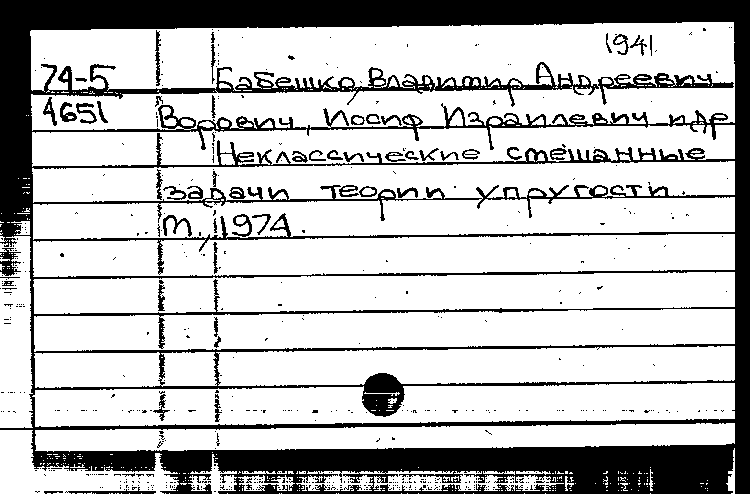 1941
74-5 Бабешко, Владимир Андреевич
4651 Ворович, Иосиф Израилевич и др
Неклассические смешанные
задачи теории упругости.
М., 1974.